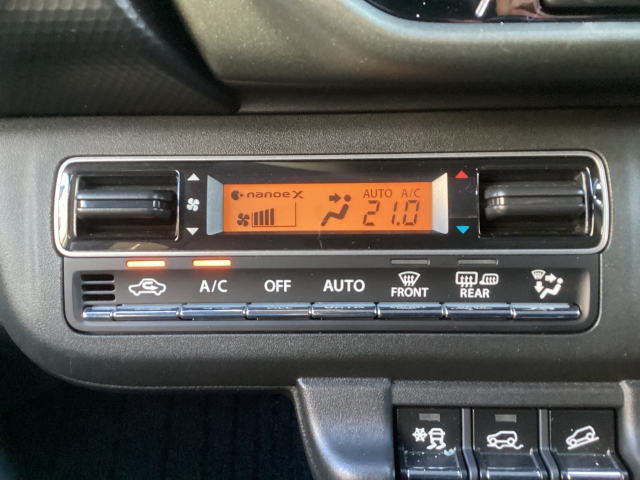 nanoeX AUTO A/C
21.0
A/C OFF AUTO FRONT REAR